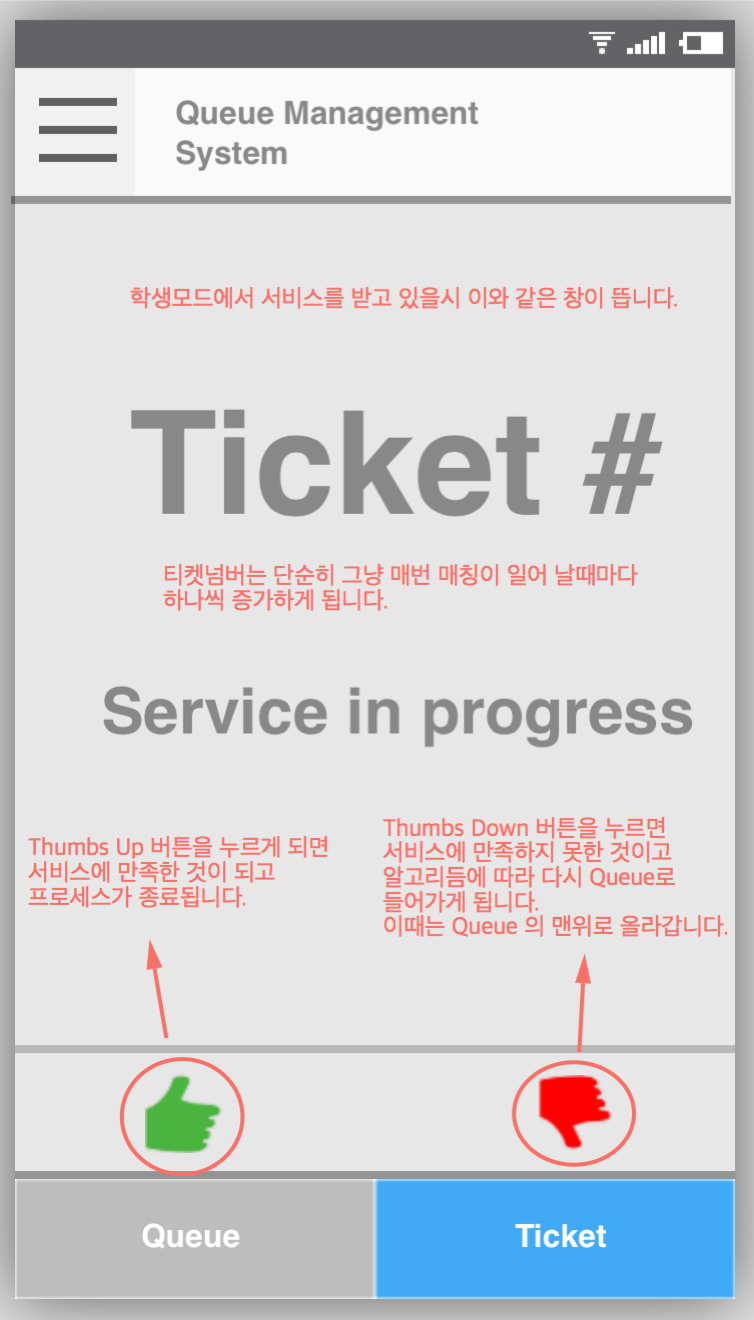 Queue Management
System
학생모드에서 서비스를 받고 있을시 이와 같은 창이 뜹니다.
Ticket #
티켓넘버는 단순히 그냥 매번 매칭이 일어 날때마다
하나씩 증가하게 됩니다.
Service in progress
Thumbs Up 버튼을 누르게 되면
서비스에 만족한 것이 되고
프로세스가 종료됩니다.
Thumbs Down 버튼을 누르면
서비스에 만족하지 못한 것이고
알고리듬에 따라 다시 Queue로
들어가게 됩니다.
이때는 Queue 의 맨위로 올라갑니다.
Queue
Ticket